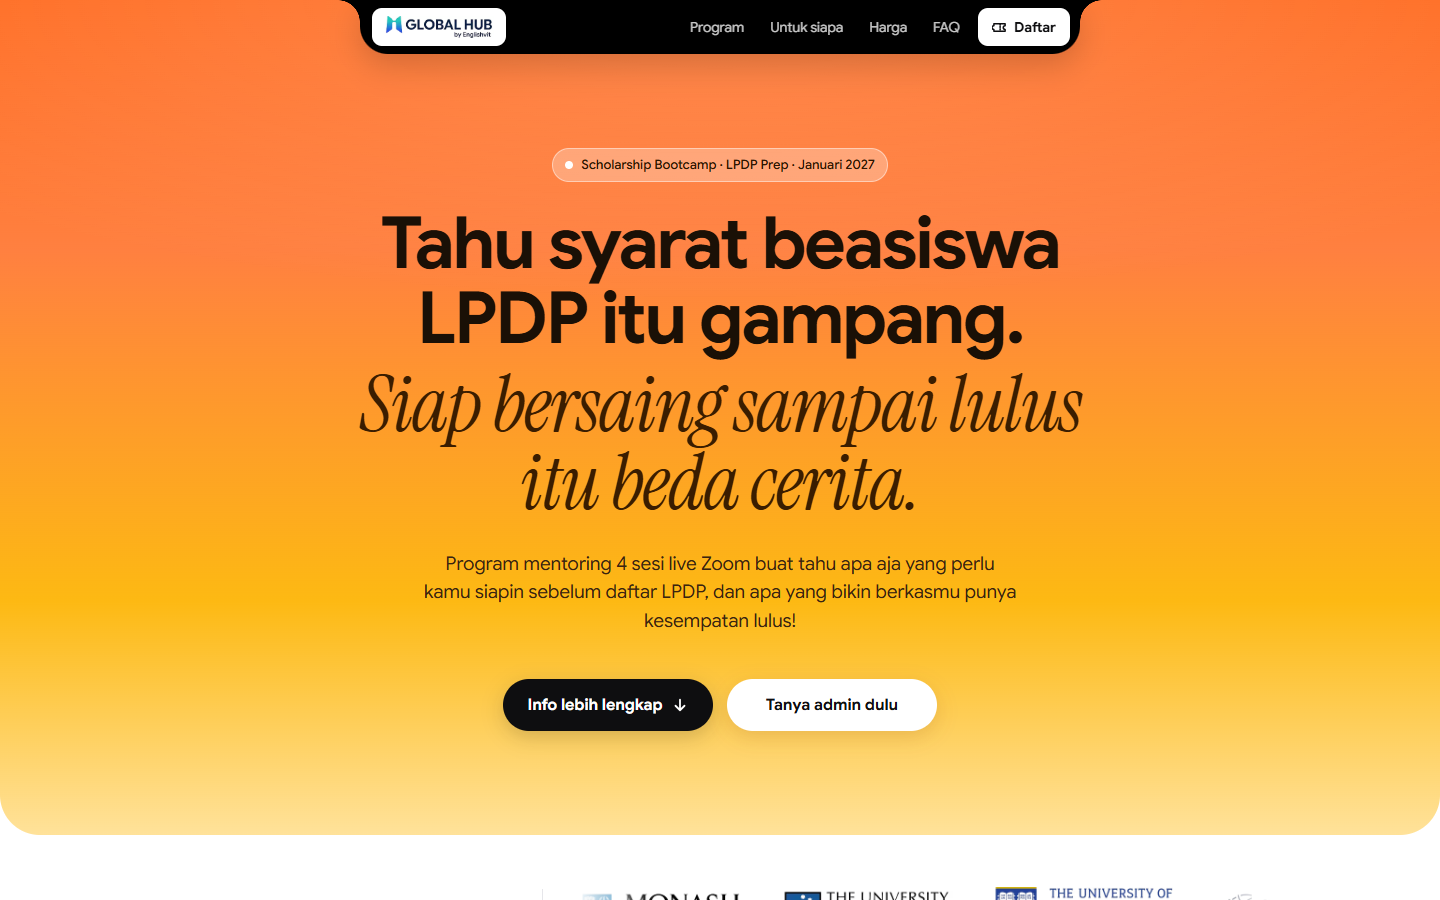 GLOBAL HUB
by Englishvit
Program
Untuk siapa
Harga
FAQ
Daftar
Scholarship Bootcamp · LPDP Prep · Januari 2027
Tahu syarat beasiswa
LPDP itu gampang.
Siap bersaing sampai lulus
itu beda cerita.
Program mentoring 4 sesi live Zoom buat tahu apa aja yang perlu
kamu siapin sebelum daftar LPDP, dan apa yang bikin berkasmu punya
kesempatan lulus!
Info lebih lengkap
Tanya admin dulu
MONASH
THE UNIVERSITY
THE UNIVERSITY OF